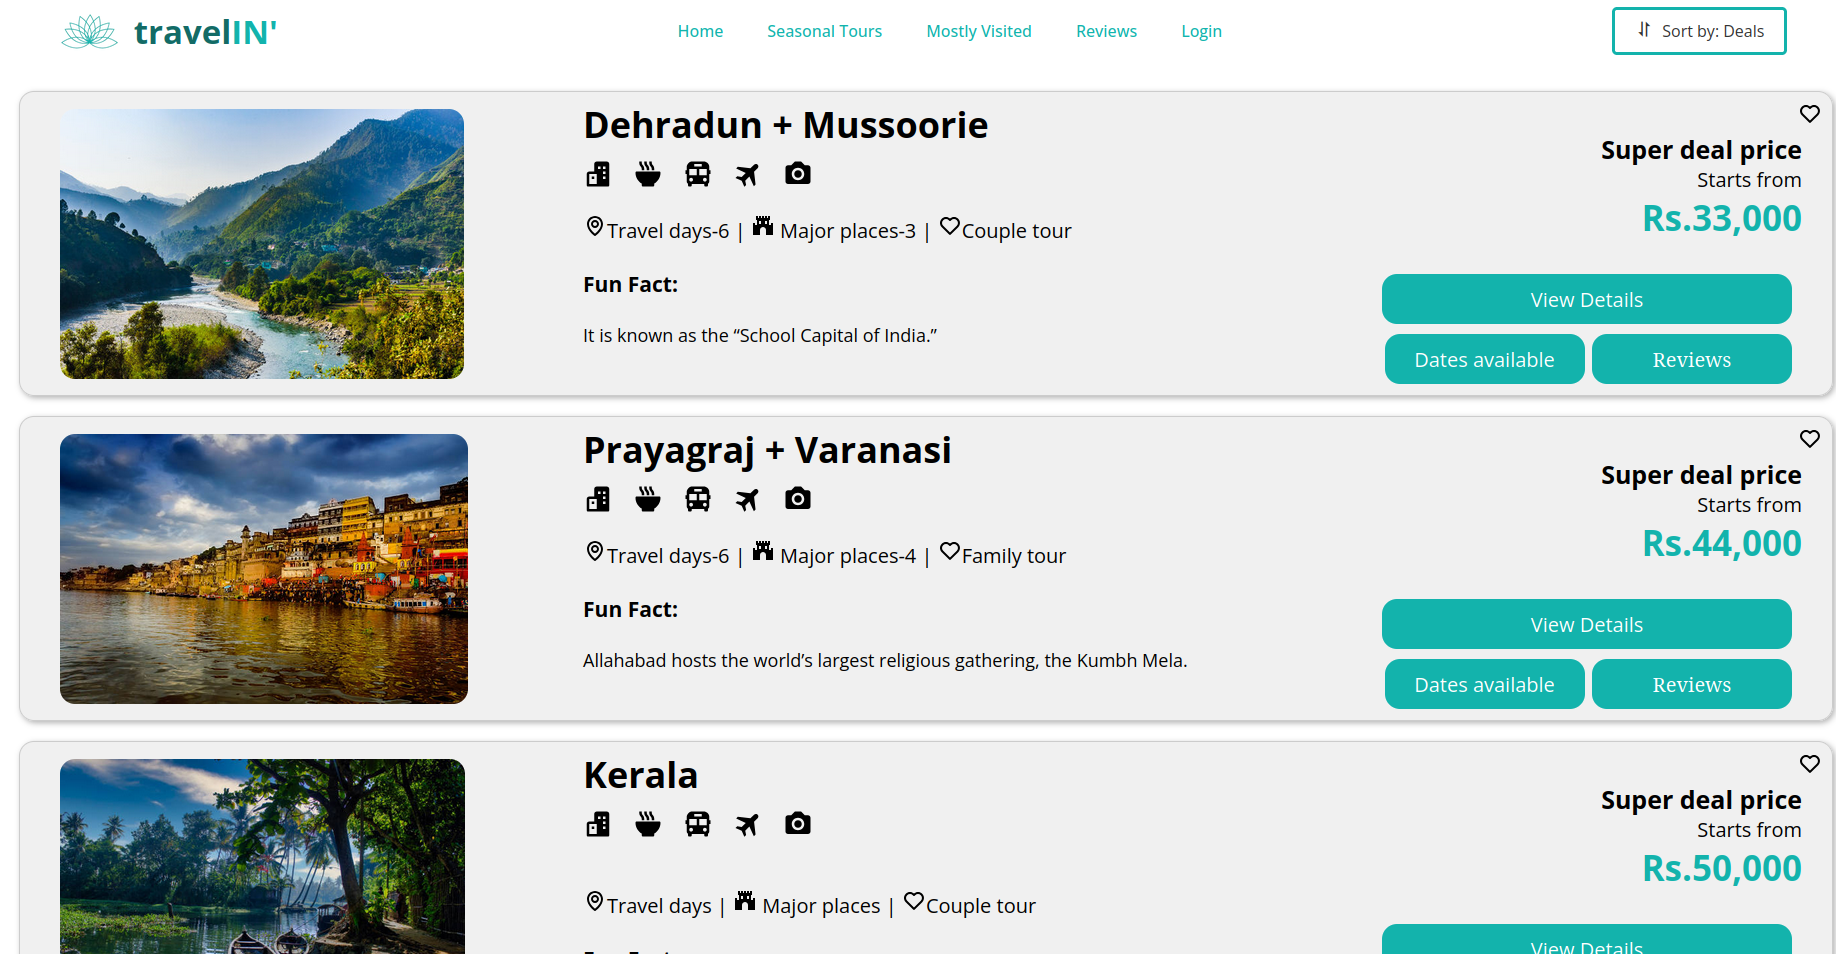 travelIN'
Home Seasonal Tours Mostly Visited Reviews Login
Sort by: Deals
Dehradun + Mussoorie
Travel days-6 | Major places-3 | Couple tour
Fun Fact:
It is known as the “School Capital of India.”
Super deal price
Starts from
Rs.33,000
View Details
Dates available Reviews
Prayagraj + Varanasi
Travel days-6 | Major places-4 | Family tour
Fun Fact:
Allahabad hosts the world’s largest religious gathering, the Kumbh Mela.
Super deal price
Starts from
Rs.44,000
View Details
Dates available Reviews
Kerala
Travel days | Major places | Couple tour
Super deal price
Starts from
Rs.50,000
View Details